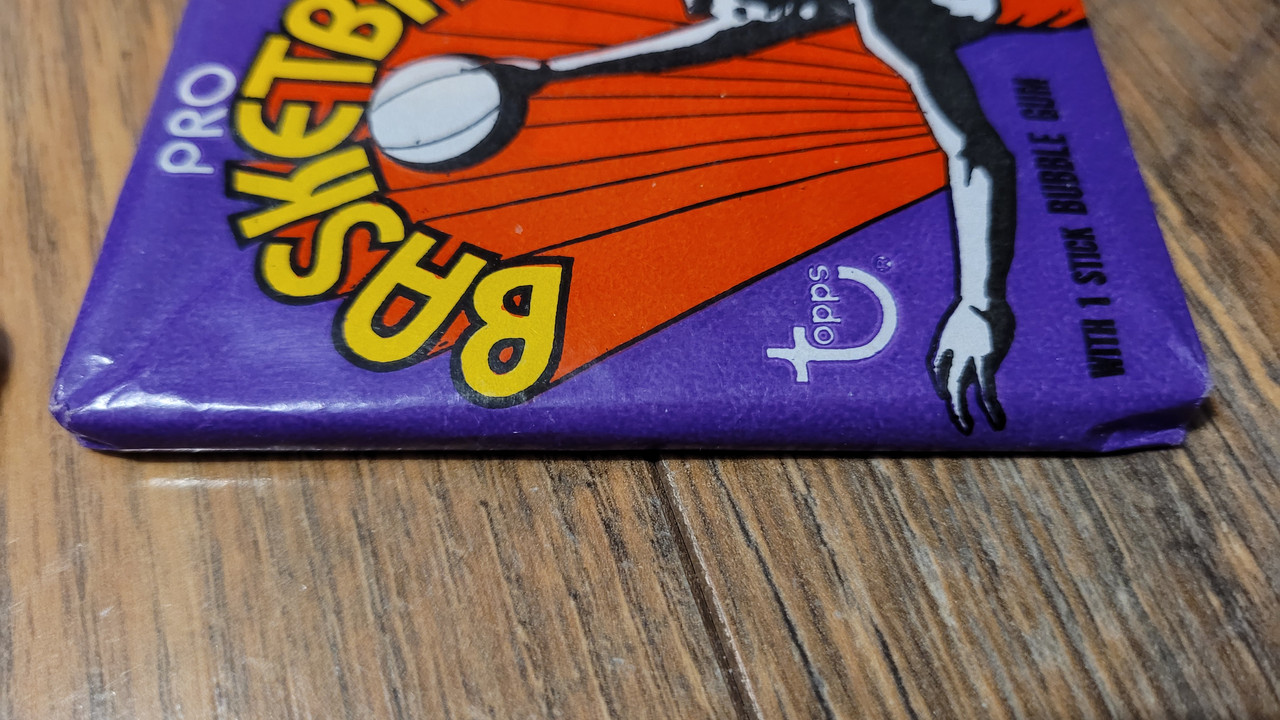 PRO
BASKETB
topps®
WITH 1 STICK BUBBLE GUM